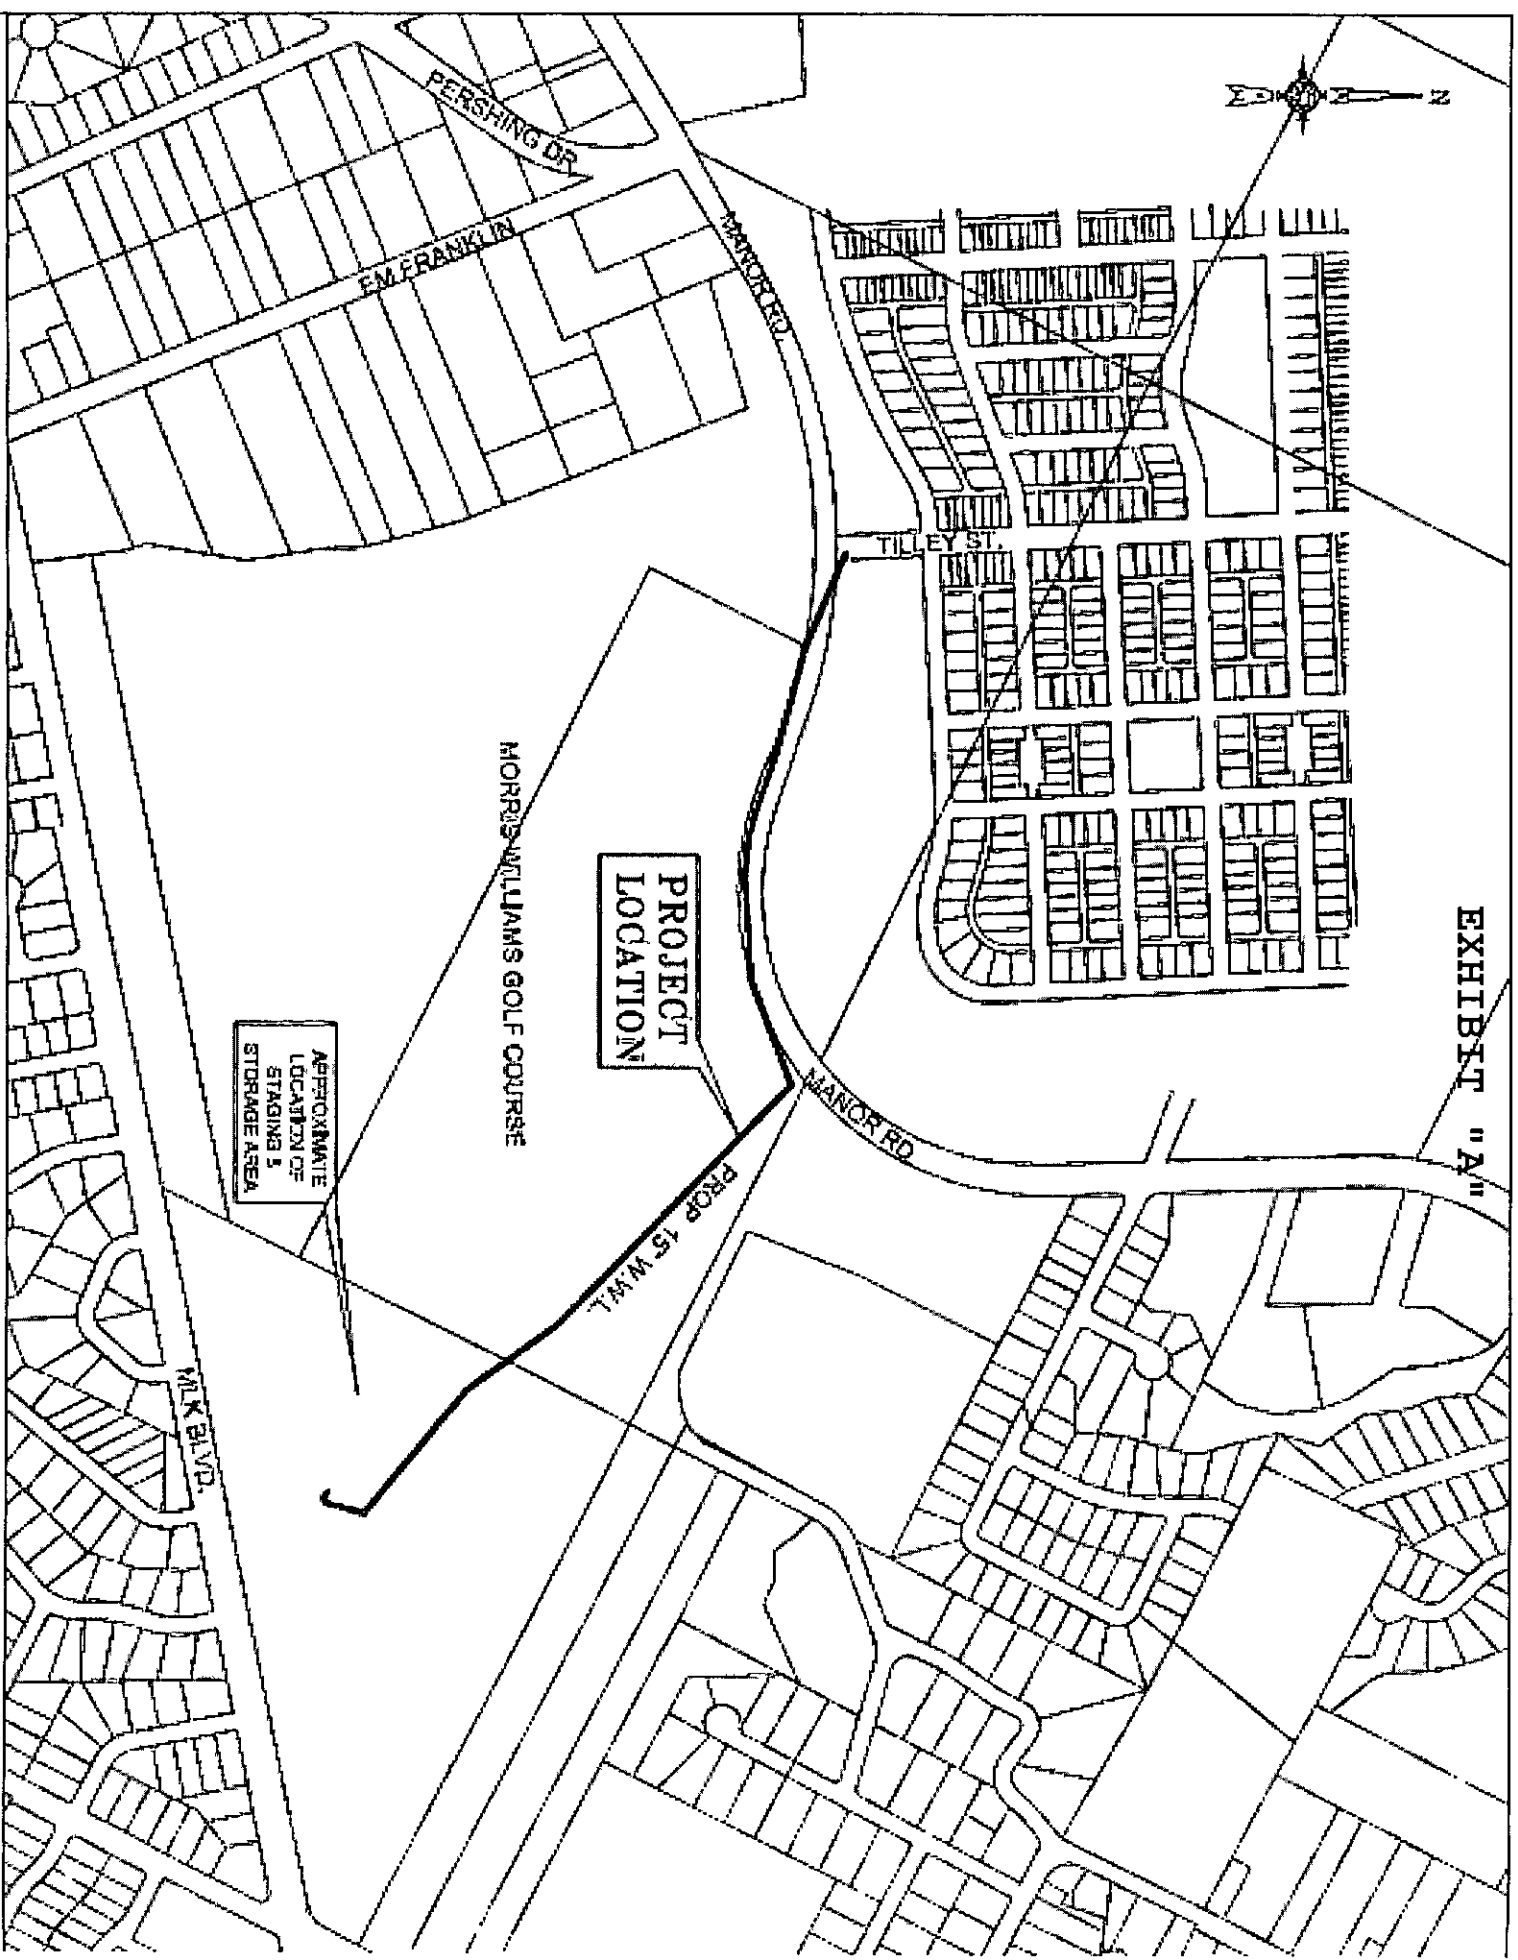 EXHIBIT "A"
N
TILLEY ST.
MANOR RD.
MANOR RD
PERSHING DR
EM FRANKLIN
PROJECT
LOCATION
PROP 15" W.W.L.
MORRIS WILLIAMS GOLF COURSE
APPROXIMATE
LOCATION OF
STAGING &
STORAGE AREA
MLK BLVD.